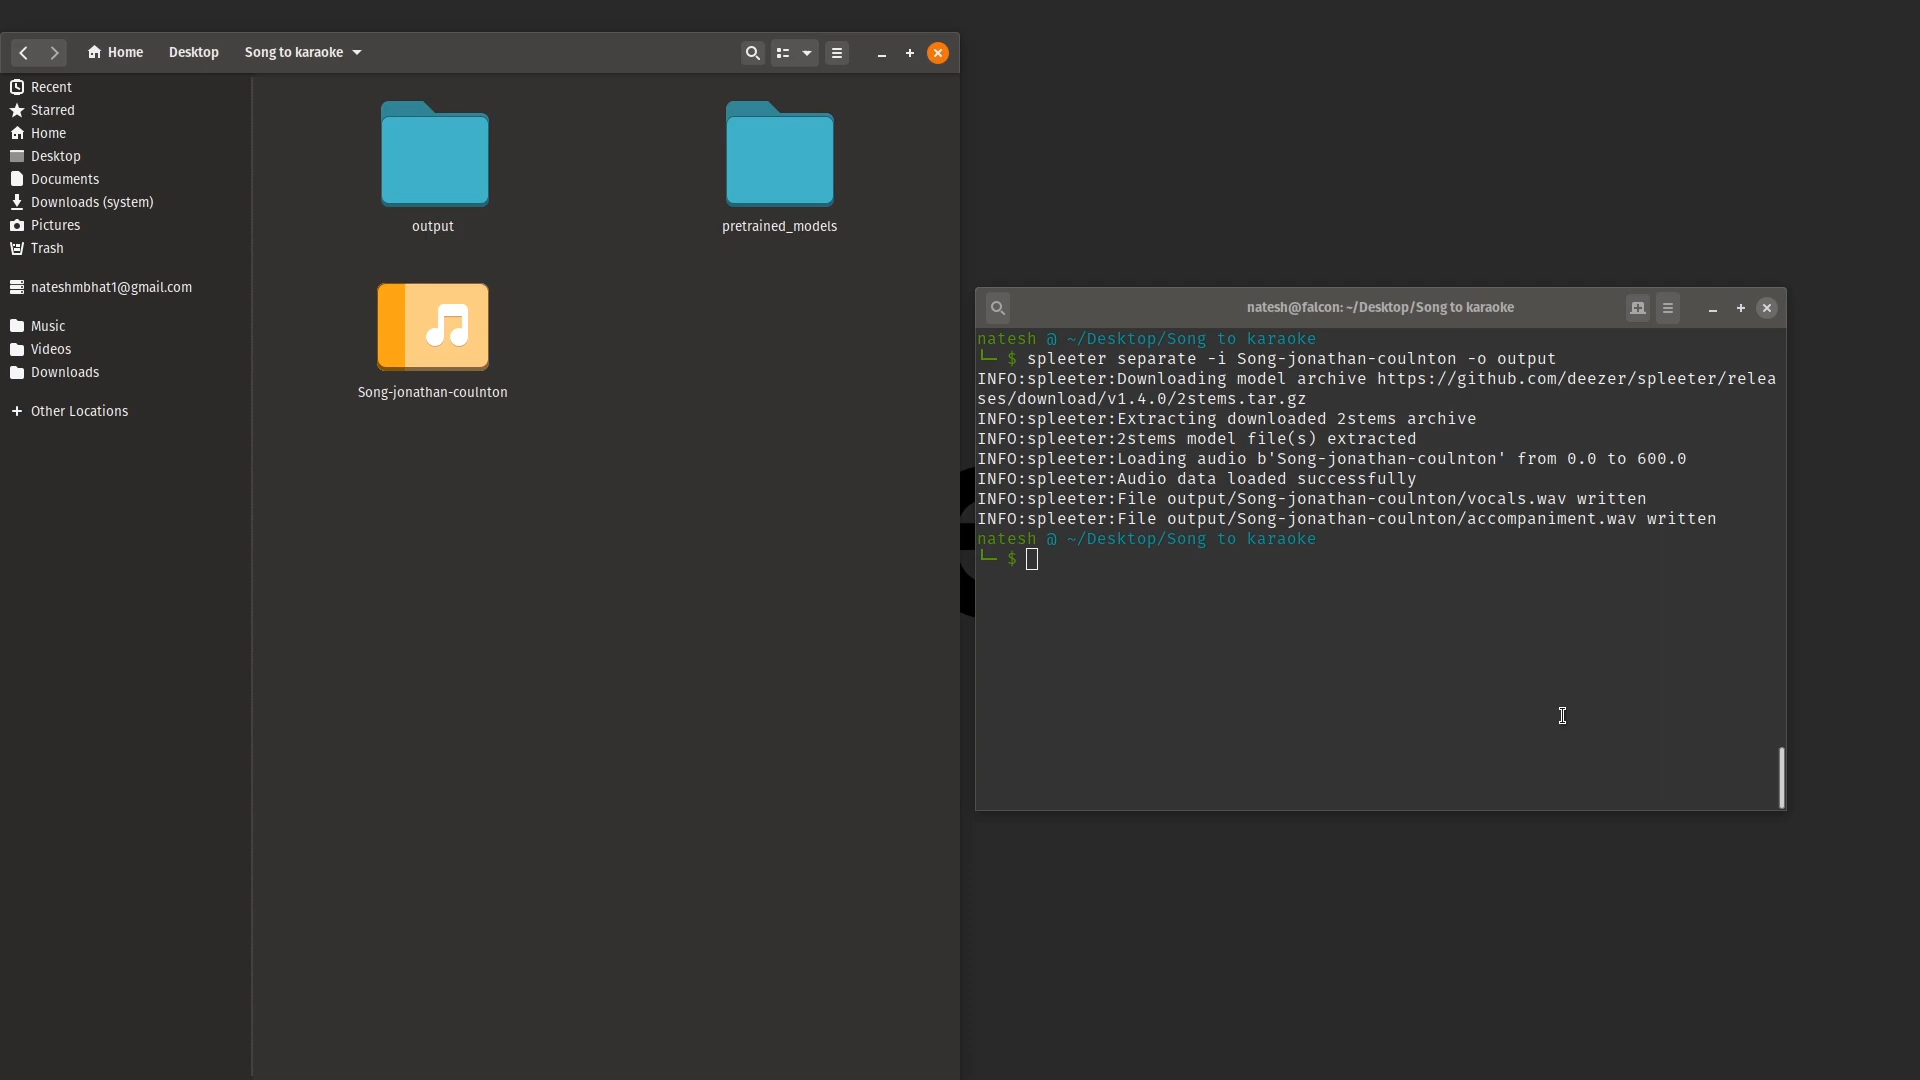 Home Desktop Song to karaoke
Recent
Starred
Home
Desktop
Documents
Downloads (system)
Pictures
Trash
nateshmbhat1@gmail.com
Music
Videos
Downloads
+ Other Locations
output
pretrained_models
Song-jonathan-coulnton
natesh@falcon: ~/Desktop/Song to karaoke
natesh @ ~/Desktop/Song to karaoke
└─ $ spleeter separate -i Song-jonathan-coulnton -o output
INFO:spleeter:Downloading model archive https://github.com/deezer/spleeter/relea
ses/download/v1.4.0/2stems.tar.gz
INFO:spleeter:Extracting downloaded 2stems archive
INFO:spleeter:2stems model file(s) extracted
INFO:spleeter:Loading audio b'Song-jonathan-coulnton' from 0.0 to 600.0
INFO:spleeter:Audio data loaded successfully
INFO:spleeter:File output/Song-jonathan-coulnton/vocals.wav written
INFO:spleeter:File output/Song-jonathan-coulnton/accompaniment.wav written
natesh @ ~/Desktop/Song to karaoke
└─ $